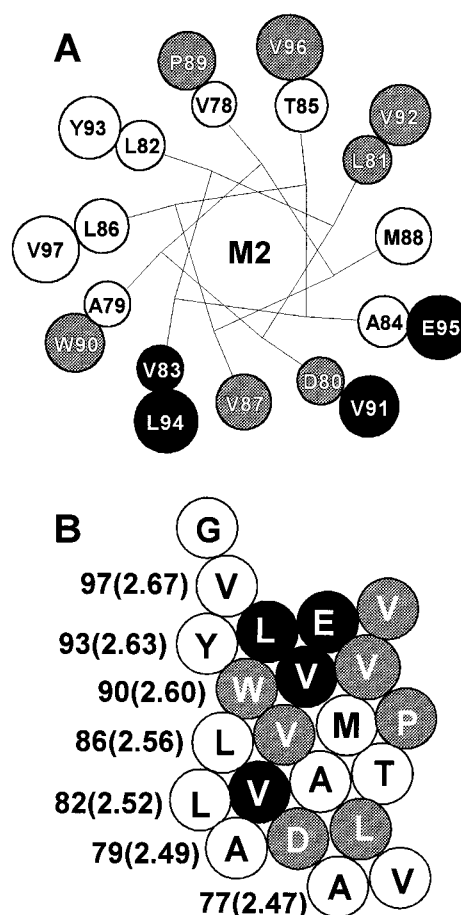 A
P89 V96
V78 T85 V92
Y93 L82 L81
L86 M88
V97 M2
A79 A84 E95
W90
V83 D80
L94 V87 V91
B
G
97(2.67) V
L E V
93(2.63) Y
V V
90(2.60) W
M P
86(2.56) L V
A T
82(2.52) L V
D L
79(2.49) A
77(2.47) A V